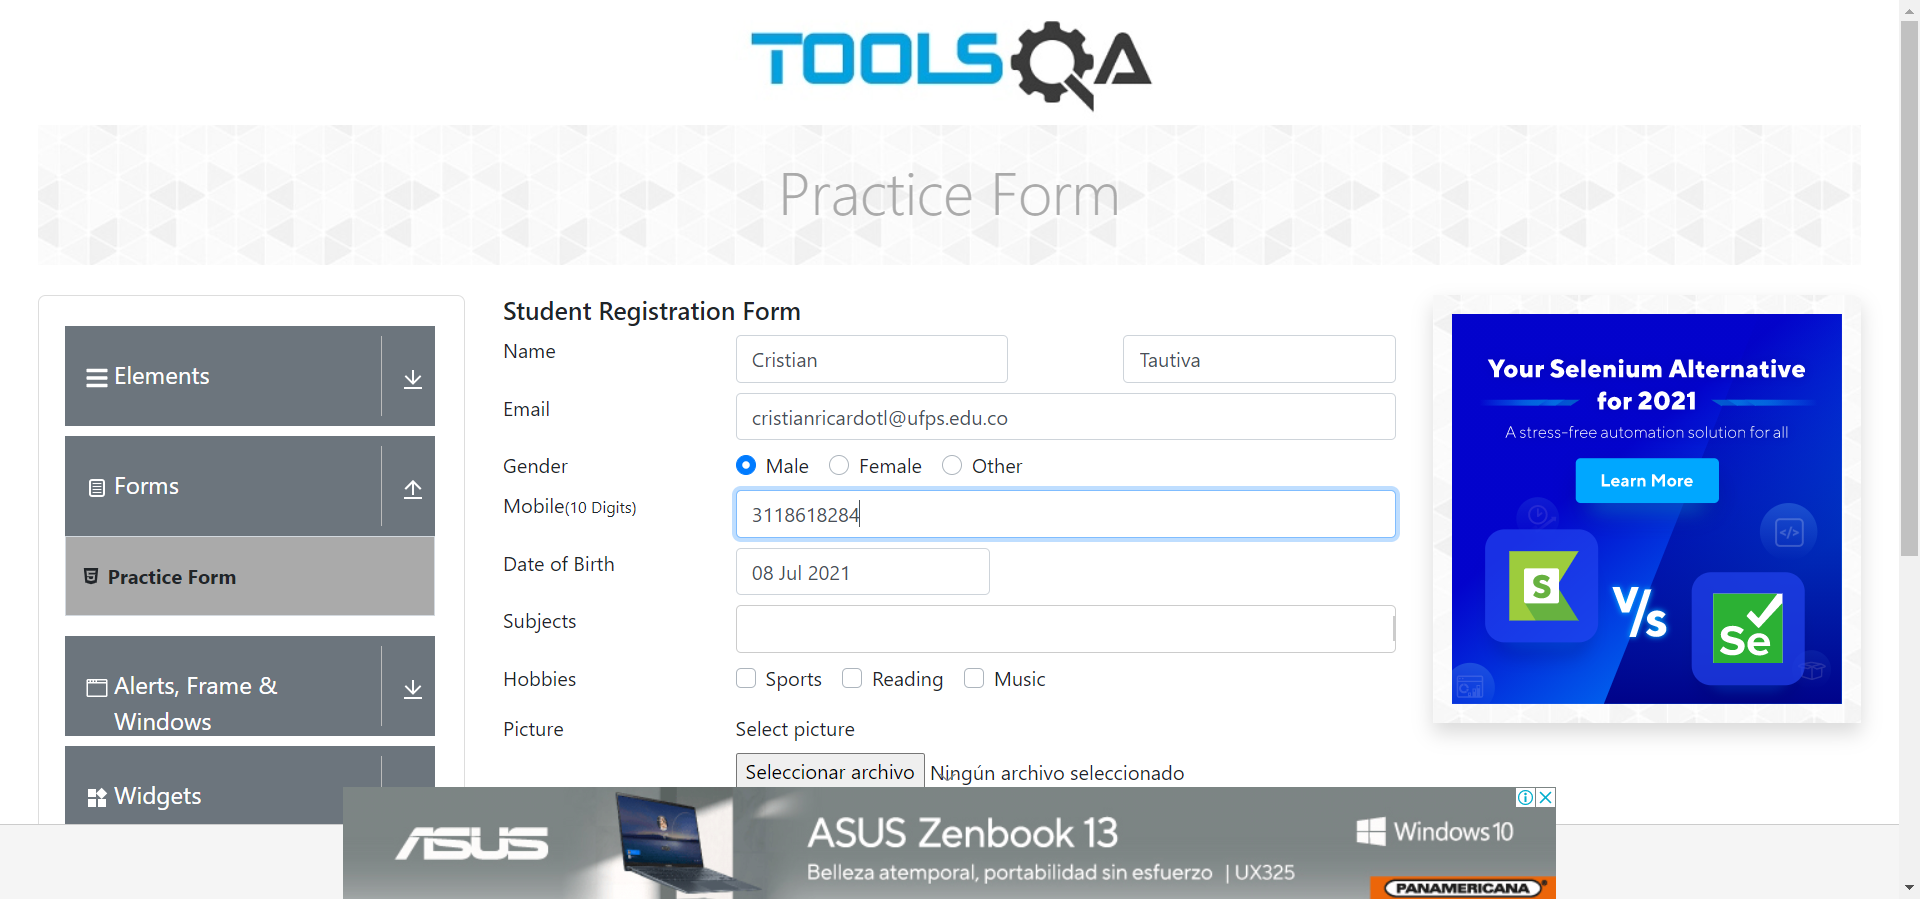 TOOLSQA
Practice Form
Elements
Forms
Practice Form
Alerts, Frame &
Windows
Widgets
Student Registration Form
Name
Cristian
Tautiva
Email
cristianricardotl@ufps.edu.co
Gender
Male
Female
Other
Mobile(10 Digits)
3118618284
Date of Birth
08 Jul 2021
Subjects
Hobbies
Sports
Reading
Music
Picture
Select picture
Seleccionar archivo
Ningún archivo seleccionado
Your Selenium Alternative
for 2021
A stress-free automation solution for all
Learn More
S
V/s
Se
ASUS
ASUS Zenbook 13
Belleza atemporal, portabilidad sin esfuerzo | UX325
Windows10
PANAMERICANA